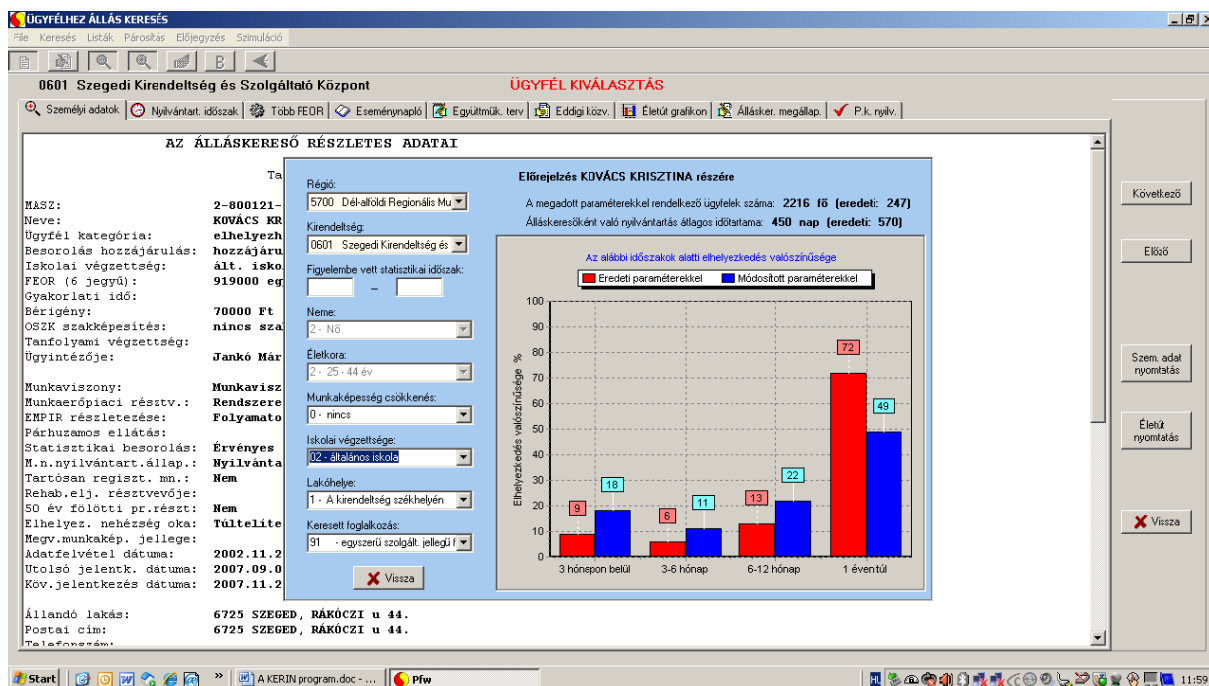 ÜGYFÉLHEZ ÁLLÁS KERESÉS
File Keresés Listák Párosítás Előjegyzés Szimuláció
0601 Szegedi Kirendeltség és Szolgáltató Központ ÜGYFÉL KIVÁLASZTÁS
Személyi adatok Nyilvántart. időszak Több FEOR Eseménynapló Együttműk. terv Eddigi közv. Életút grafikon Állásker. megállap. P.k. nyilv.
AZ ÁLLÁSKERESŐ RÉSZLETES ADATAI
Ta
MASZ: 2-800121-
Neve: KOVÁCS KR
Ügyfél kategória: elhelyezh
Besorolás hozzájárulás: hozzájáru
Iskolai végzettség: ált. isko
FEOR (6 jegyű): 919000 eg
Gyakorlati idő:
Bérigény: 70000 Ft
OSZK szakképesítés: nincs sza
Tanfolyami végzettség:
Ügyintézője: Jankó Már
Munkaviszony: Munkavisz
Munkaerőpiaci résztv.: Rendszere
EMPIR részletezése: Folyamato
Párhuzamos ellátás:
Statisztikai besorolás: Érvényes
M.n.nyilvántart.állap.: Nyilvánta
Tartósan regiszt. mn.: Nem
Rehab.elj. résztvevője:
50 év fölötti pr.részt: Nem
Elhelyez. nehézség oka: Túltelite
Megv.munkakép. jellege:
Adatfelvétel dátuma: 2002.11.2
Utolsó jelentk. dátuma: 2007.09.0
Köv.jelentkezés dátuma: 2007.11.2
Állandó lakás: 6725 SZEGED, RÁKÓCZI u 44.
Postai cím: 6725 SZEGED, RÁKÓCZI u 44.
Telefonszám:
Régió:
5700 Dél-alföldi Regionális Mu
Kirendeltség:
0601 Szegedi Kirendeltség és
Figyelembe vett statisztikai időszak:
–
Neme:
2 - Nő
Életkora:
2 - 25 - 44 év
Munkaképesség csökkenés:
0 - nincs
Iskolai végzettsége:
02 - általános iskola
Lakóhelye:
1 - A kirendeltség székhelyén
Keresett foglalkozás:
91 - egyszerű szolgált. jellegű f
Vissza
Előrejelzés KOVÁCS KRISZTINA részére
A megadott paraméterekkel rendelkező ügyfelek száma: 2216 fő (eredeti: 247)
Álláskeresőként való nyilvántartás átlagos időtartama: 450 nap (eredeti: 570)
Az alábbi időszakok alatti elhelyezkedés valószínűsége
Eredeti paraméterekkel Módosított paraméterekkel
Elhelyezkedés valószínűsége %
100
90
80
70
60
50
40
30
20
10
0
9 18 6 11 13 22 72 49
3 hónapon belül 3-6 hónap 6-12 hónap 1 éven túl
Következő
Előző
Szem. adat
nyomtatás
Életút
nyomtatás
Vissza
Start » A KERIN program.doc - ... Pfw HU 11:59